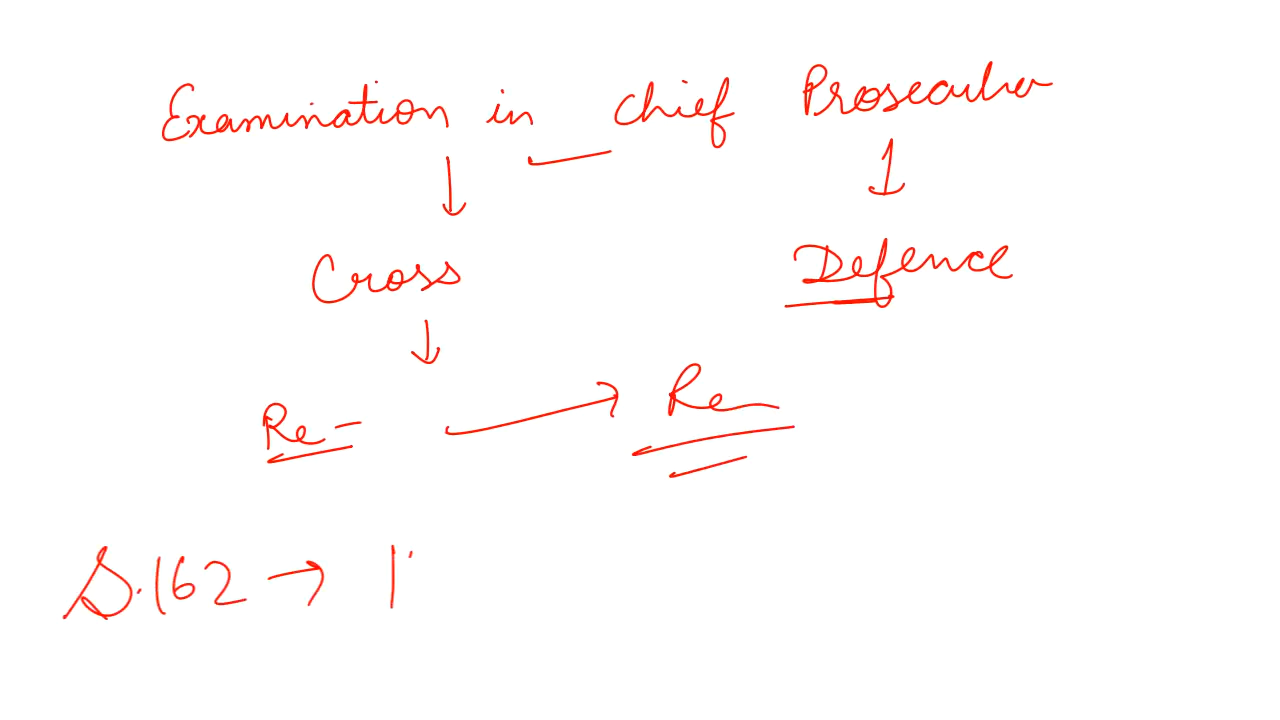 Examination in chief Prosecutor
↓ ↓
Cross Defence
↓
Re- → Re
S.162 → 1